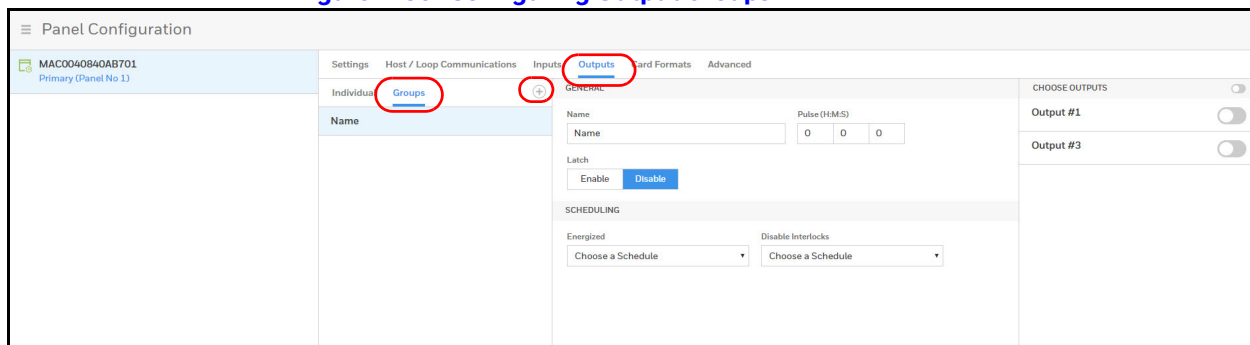 Panel Configuration
MAC0040840AB701
Primary (Panel No 1)
Settings Host / Loop Communications Inputs Outputs Card Formats Advanced
Individual Groups
Name
GENERAL
Name
Name
Pulse (H:M:S)
0 0 0
Latch
Enable Disable
SCHEDULING
Energized
Choose a Schedule
Disable Interlocks
Choose a Schedule
CHOOSE OUTPUTS
Output #1
Output #3